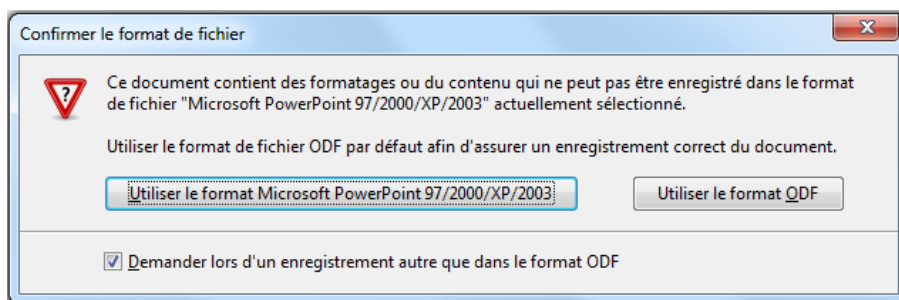 Confirmer le format de fichier
Ce document contient des formatages ou du contenu qui ne peut pas être enregistré dans le format
de fichier "Microsoft PowerPoint 97/2000/XP/2003" actuellement sélectionné.
Utiliser le format de fichier ODF par défaut afin d'assurer un enregistrement correct du document.
Utiliser le format Microsoft PowerPoint 97/2000/XP/2003 Utiliser le format ODF
Demander lors d'un enregistrement autre que dans le format ODF